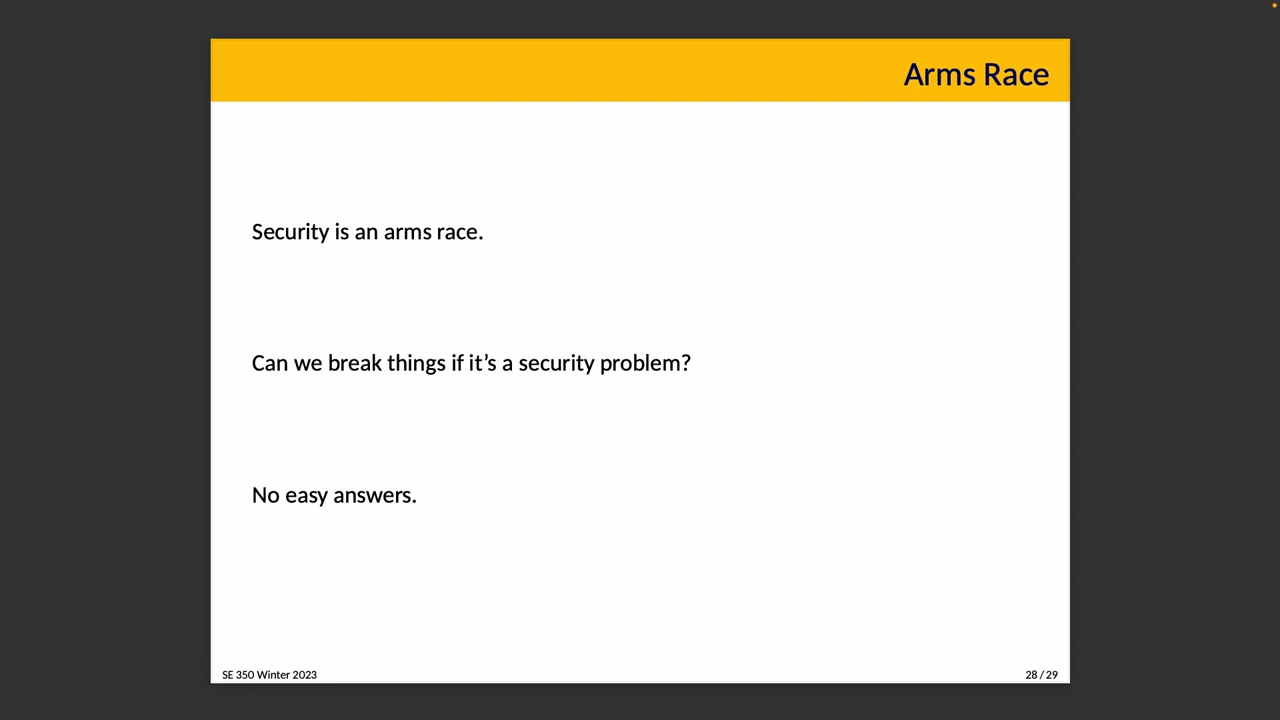 Arms Race
Security is an arms race.
Can we break things if it’s a security problem?
No easy answers.
SE 350 Winter 2023
28 / 29